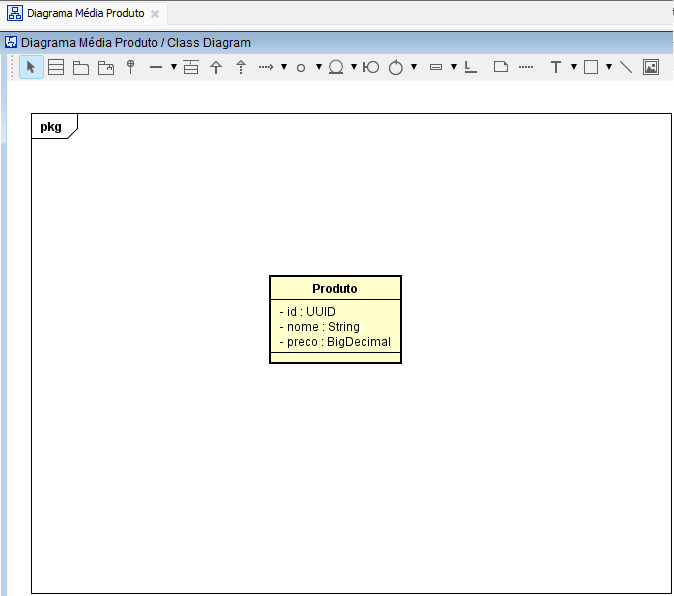 Diagrama Média Produto
Diagrama Média Produto / Class Diagram
T
pkg
Produto
- id : UUID
- nome : String
- preco : BigDecimal